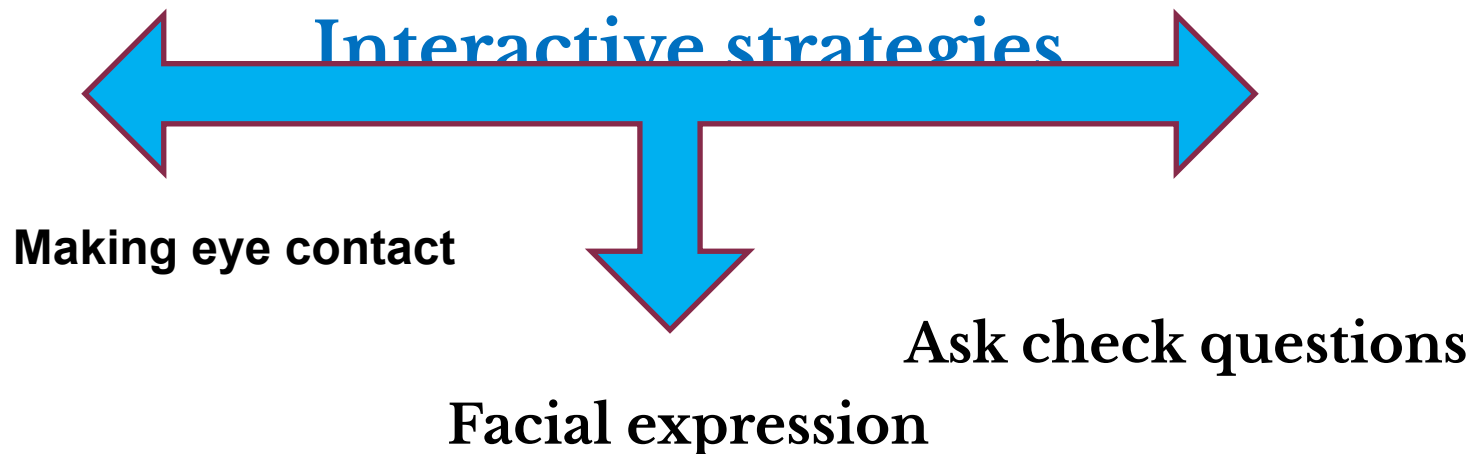 Interactive strategies
Making eye contact
Ask check questions
Facial expression